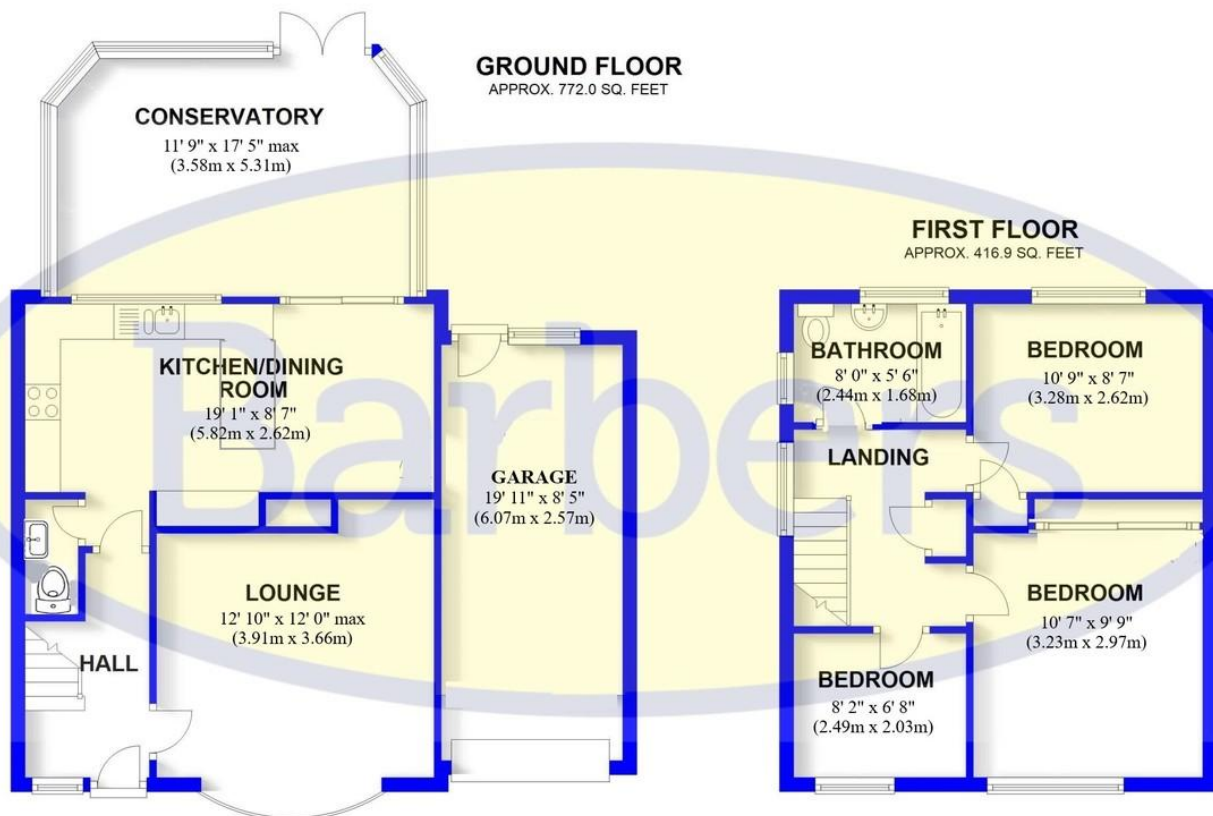 GROUND FLOOR
APPROX. 772.0 SQ. FEET
CONSERVATORY
11' 9" x 17' 5" max
(3.58m x 5.31m)
KITCHEN/DINING
ROOM
19' 1" x 8' 7"
(5.82m x 2.62m)
GARAGE
19' 11" x 8' 5"
(6.07m x 2.57m)
LOUNGE
12' 10" x 12' 0" max
(3.91m x 3.66m)
HALL
FIRST FLOOR
APPROX. 416.9 SQ. FEET
BATHROOM
8' 0" x 5' 6"
(2.44m x 1.68m)
BEDROOM
10' 9" x 8' 7"
(3.28m x 2.62m)
LANDING
BEDROOM
10' 7" x 9' 9"
(3.23m x 2.97m)
BEDROOM
8' 2" x 6' 8"
(2.49m x 2.03m)
Barbers